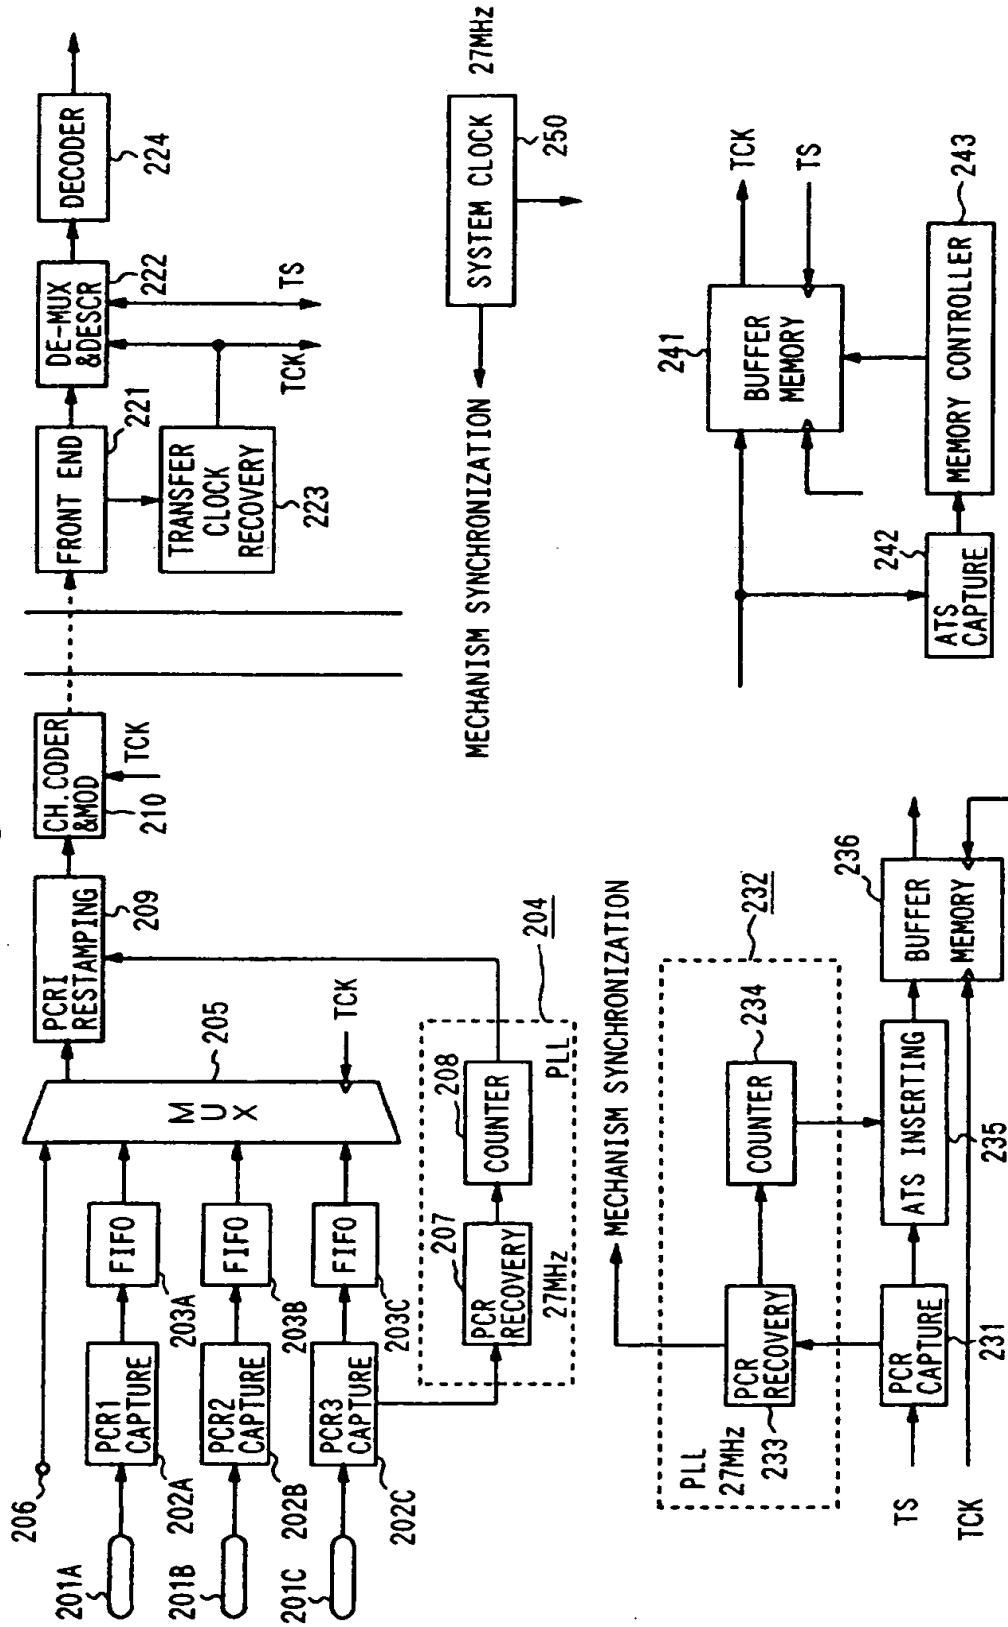 206
201A
PCR1
CAPTURE
202A
FIFO
203A
201B
PCR2
CAPTURE
202B
FIFO
203B
201C
PCR3
CAPTURE
202C
FIFO
203C
M
U
X
205
TCK
PCRI
RESTAMPING
209
CH.CODER
&MOD
210
TCK
FRONT END
221
TRANSFER
CLOCK
RECOVERY
223
DE-MUX
&DESCR
222
TCK
TS
DECODER
224
207
PCR
RECOVERY
27MHz
208
COUNTER
PLL
204
MECHANISM SYNCHRONIZATION
SYSTEM CLOCK
27MHz
250
MECHANISM SYNCHRONIZATION
PLL
27MHz
233
PCR
RECOVERY
COUNTER
234
232
TS
TCK
PCR
CAPTURE
231
ATS INSERTING
235
BUFFER
MEMORY
236
241
BUFFER
MEMORY
TCK
TS
242
ATS
CAPTURE
MEMORY CONTROLLER
243